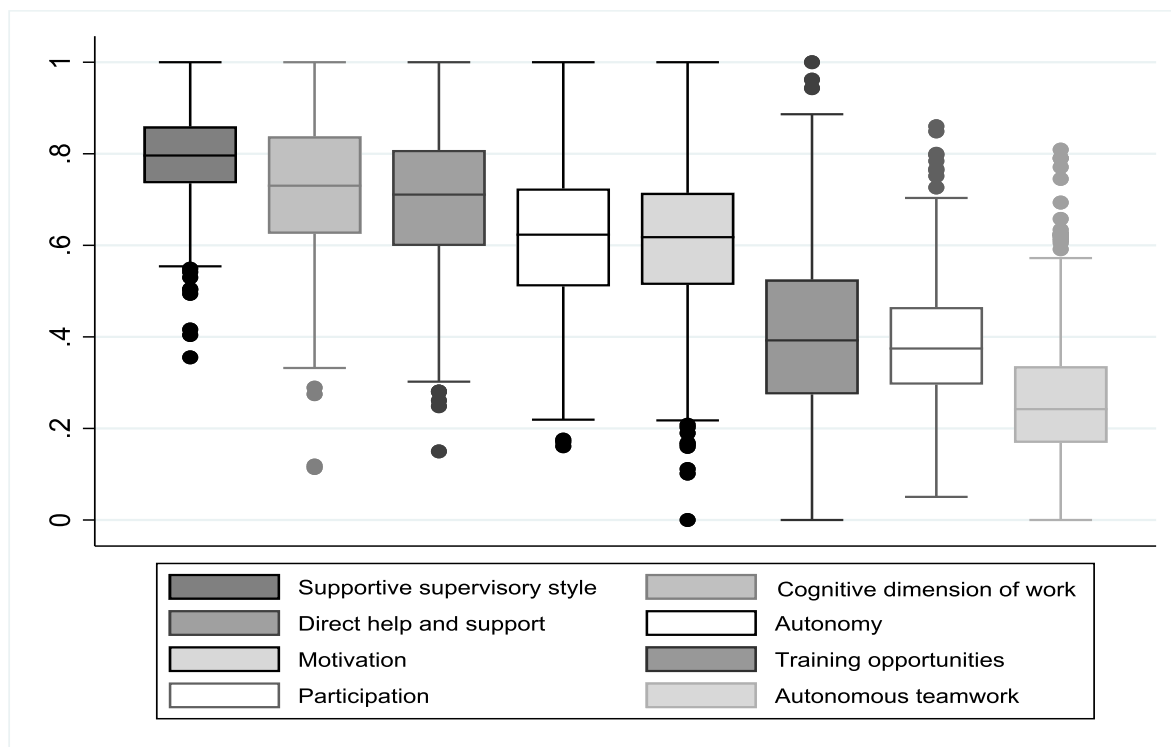 1
.8
.6
.4
.2
0
Supportive supervisory style Cognitive dimension of work
Direct help and support Autonomy
Motivation Training opportunities
Participation Autonomous teamwork